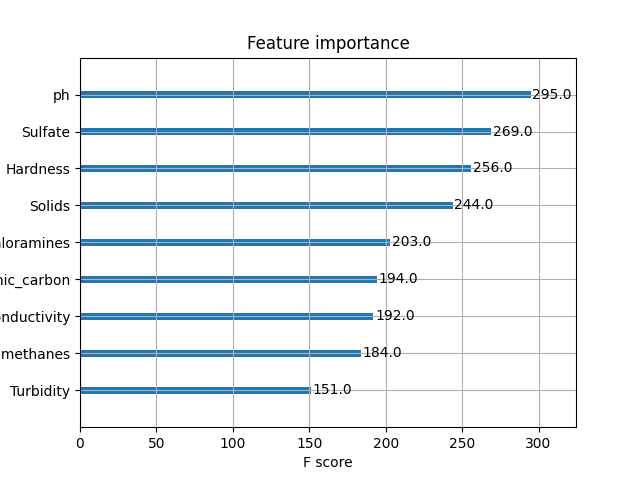 Feature importance
ph
295.0
Sulfate
269.0
Hardness
256.0
Solids
244.0
loramines
203.0
nic_carbon
194.0
nductivity
192.0
methanes
184.0
Turbidity
151.0
0 50 100 150 200 250 300
F score